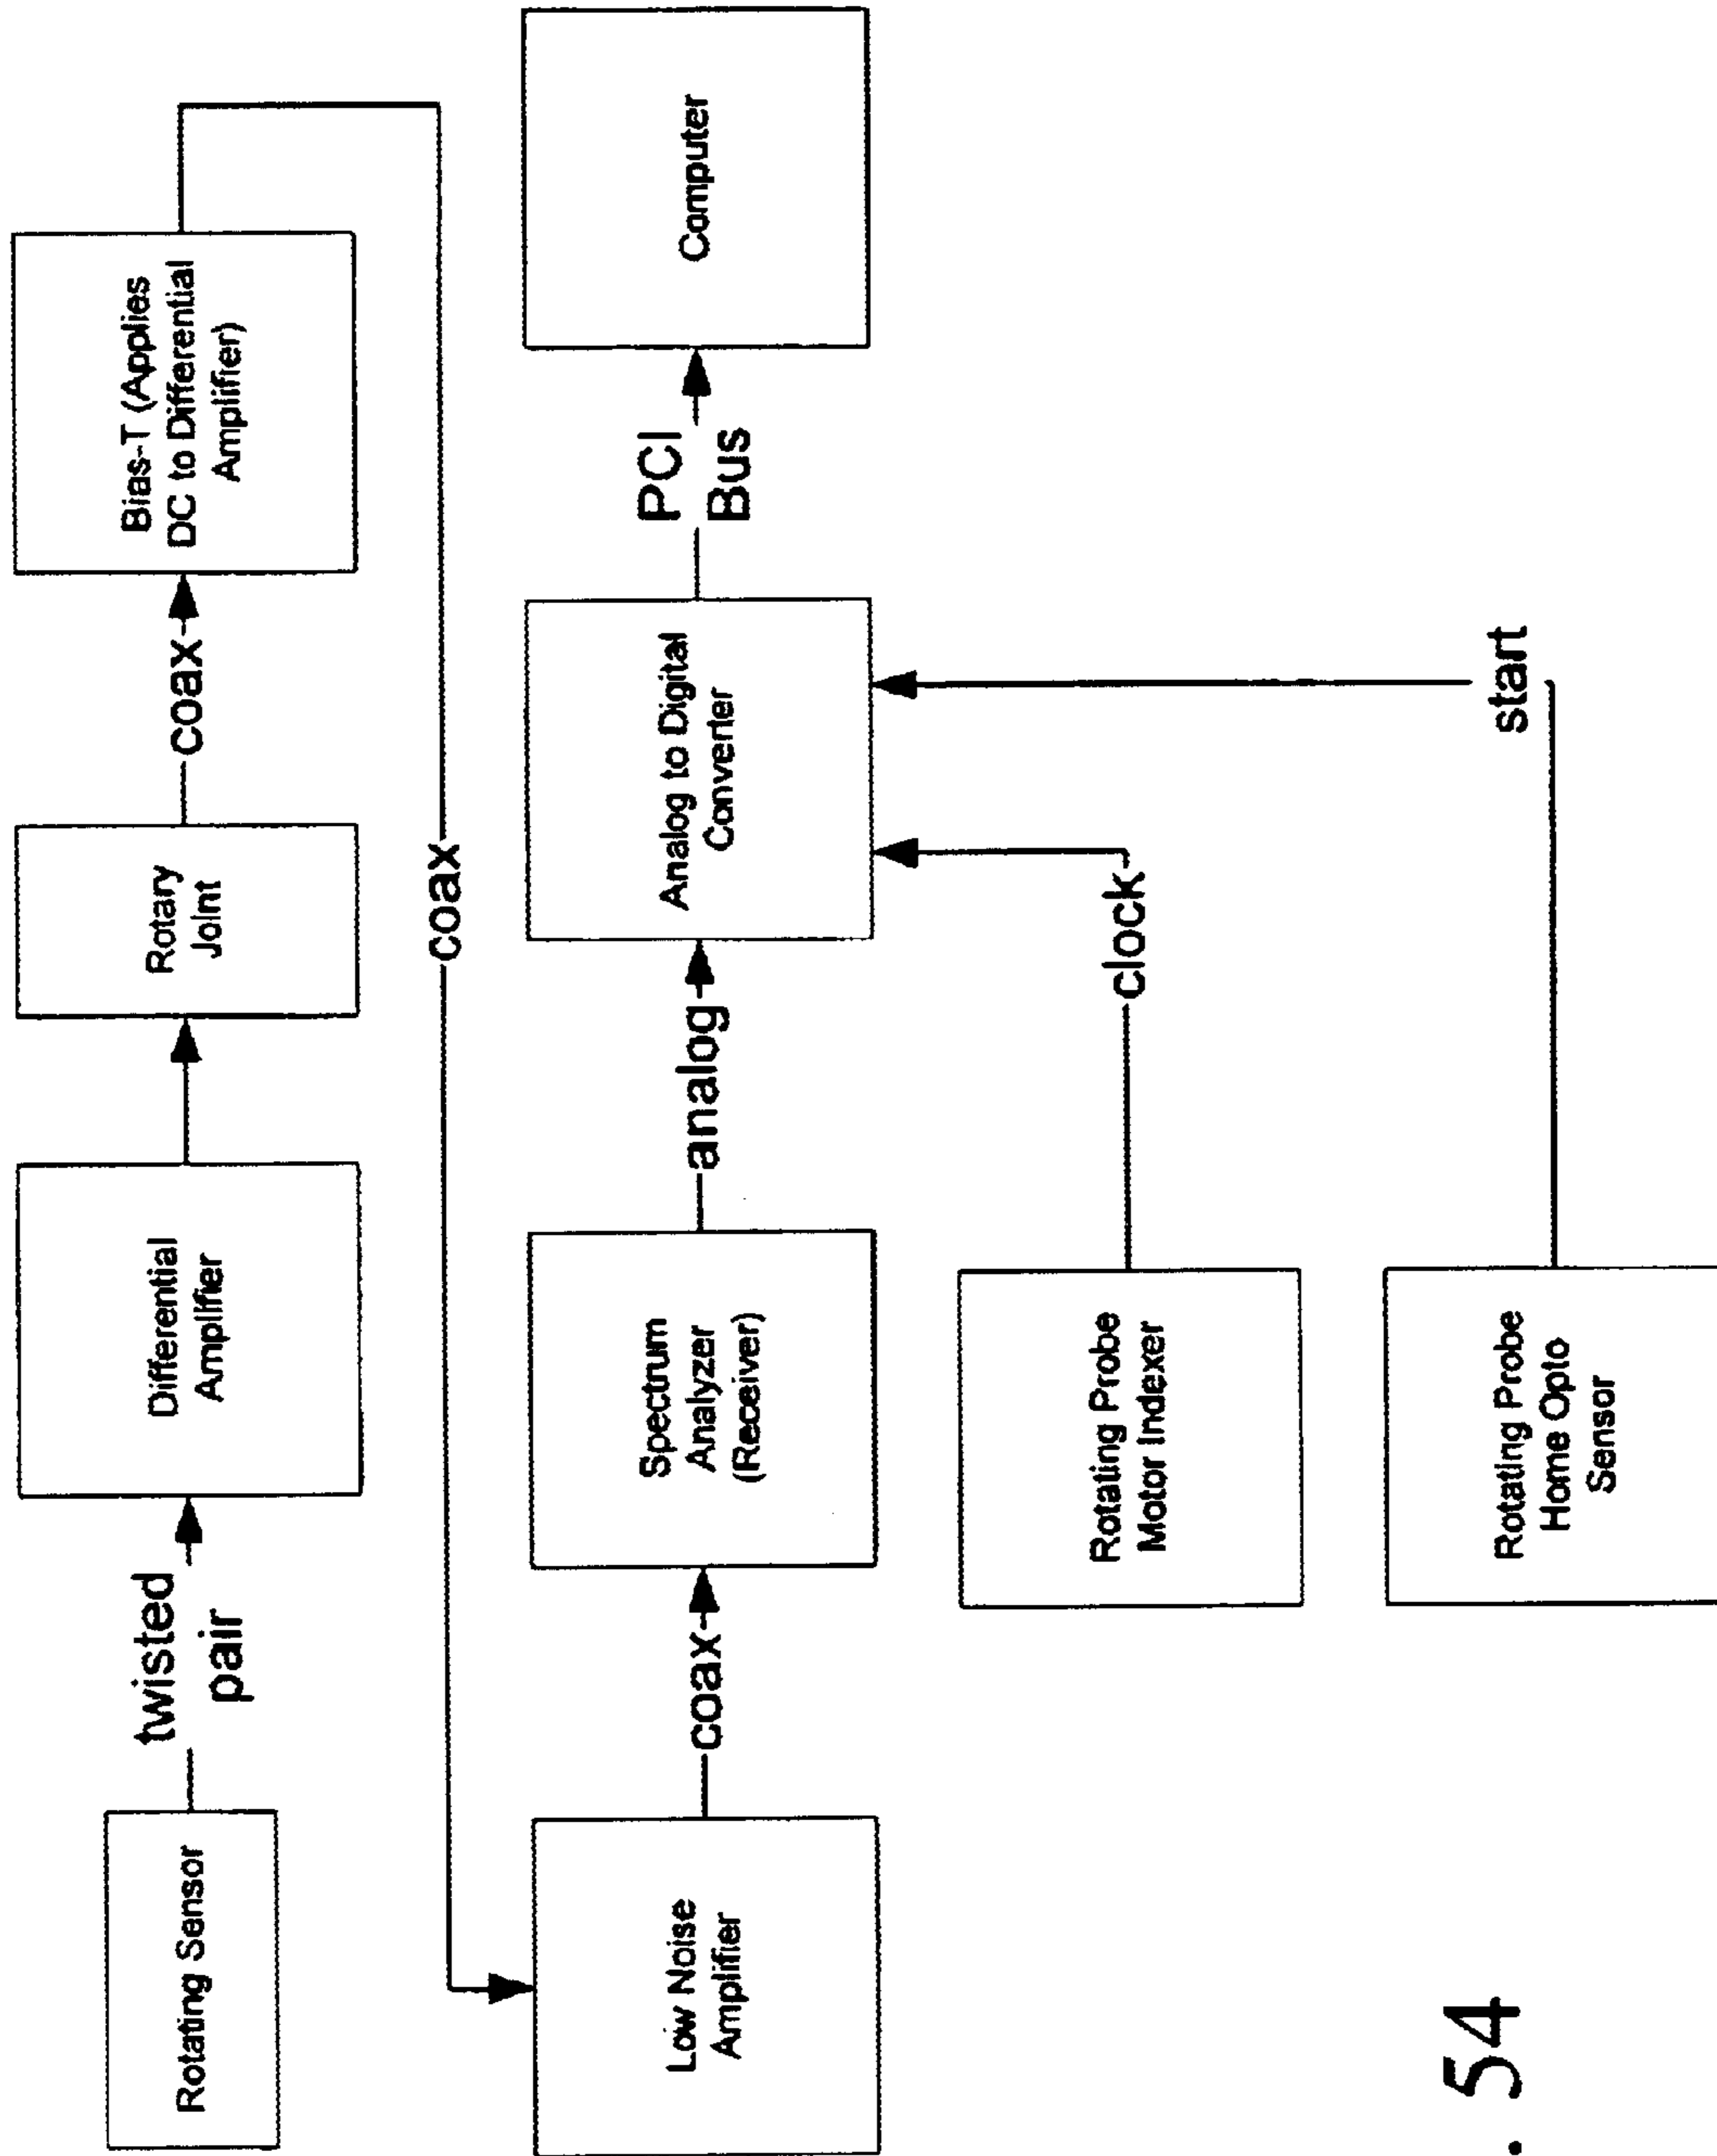 Rotating Sensor
twisted
pair
Differential
Amplifier
Rotary
Joint
coax
Bias-T (Applies
DC to Differential
Amplifier)
coax
Low Noise
Amplifier
coax
Spectrum
Analyzer
(Receiver)
analog
Analog to Digital
Converter
PCI
Bus
Computer
Rotating Probe
Motor Indexer
clock
Rotating Probe
Home Opto
Sensor
start
. 54